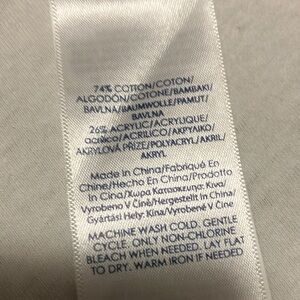 74% COTTON/COTON/
ALGODÓN/COTONE/BAMBAKI/
BAVLNA/BAUMWOLLE/PAMUT/
BAVLNA
26% ACRYLIC/ACRYLIQUE/
acrílico/ACRILICO/AKPYAIKO/
AKRYLOVÁ PŘÍZE/POLYACRYL/AKRIL/
AKRYL
Made in China/Fabriqué En
Chine/Hecho En China/Prodotto
In Cina/Χώρα Κατασκευής: Κίνα/
Vyrobeno V Číně/Hergestellt In China/
Gyártási Hely: Kína/Vyrobené V Číne
MACHINE WASH COLD, GENTLE
CYCLE. ONLY NON-CHLORINE
BLEACH WHEN NEEDED. LAY FLAT
TO DRY. WARM IRON IF NEEDED